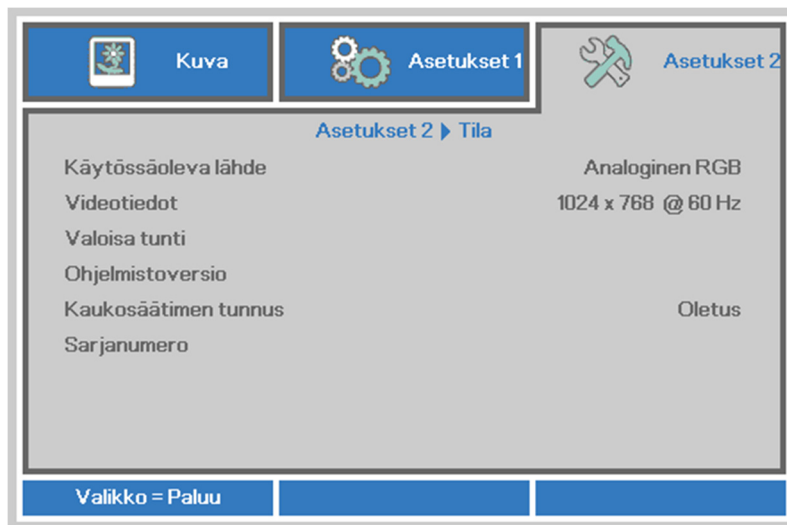 Kuva
Asetukset 1
Asetukset 2
Asetukset 2 Tila
Käytössäoleva lähde Analoginen RGB
Videotiedot 1024 x 768 @ 60 Hz
Valoisa tunti
Ohjelmistoversio
Kaukosäätimen tunnus Oletus
Sarjanumero
Valikko = Paluu